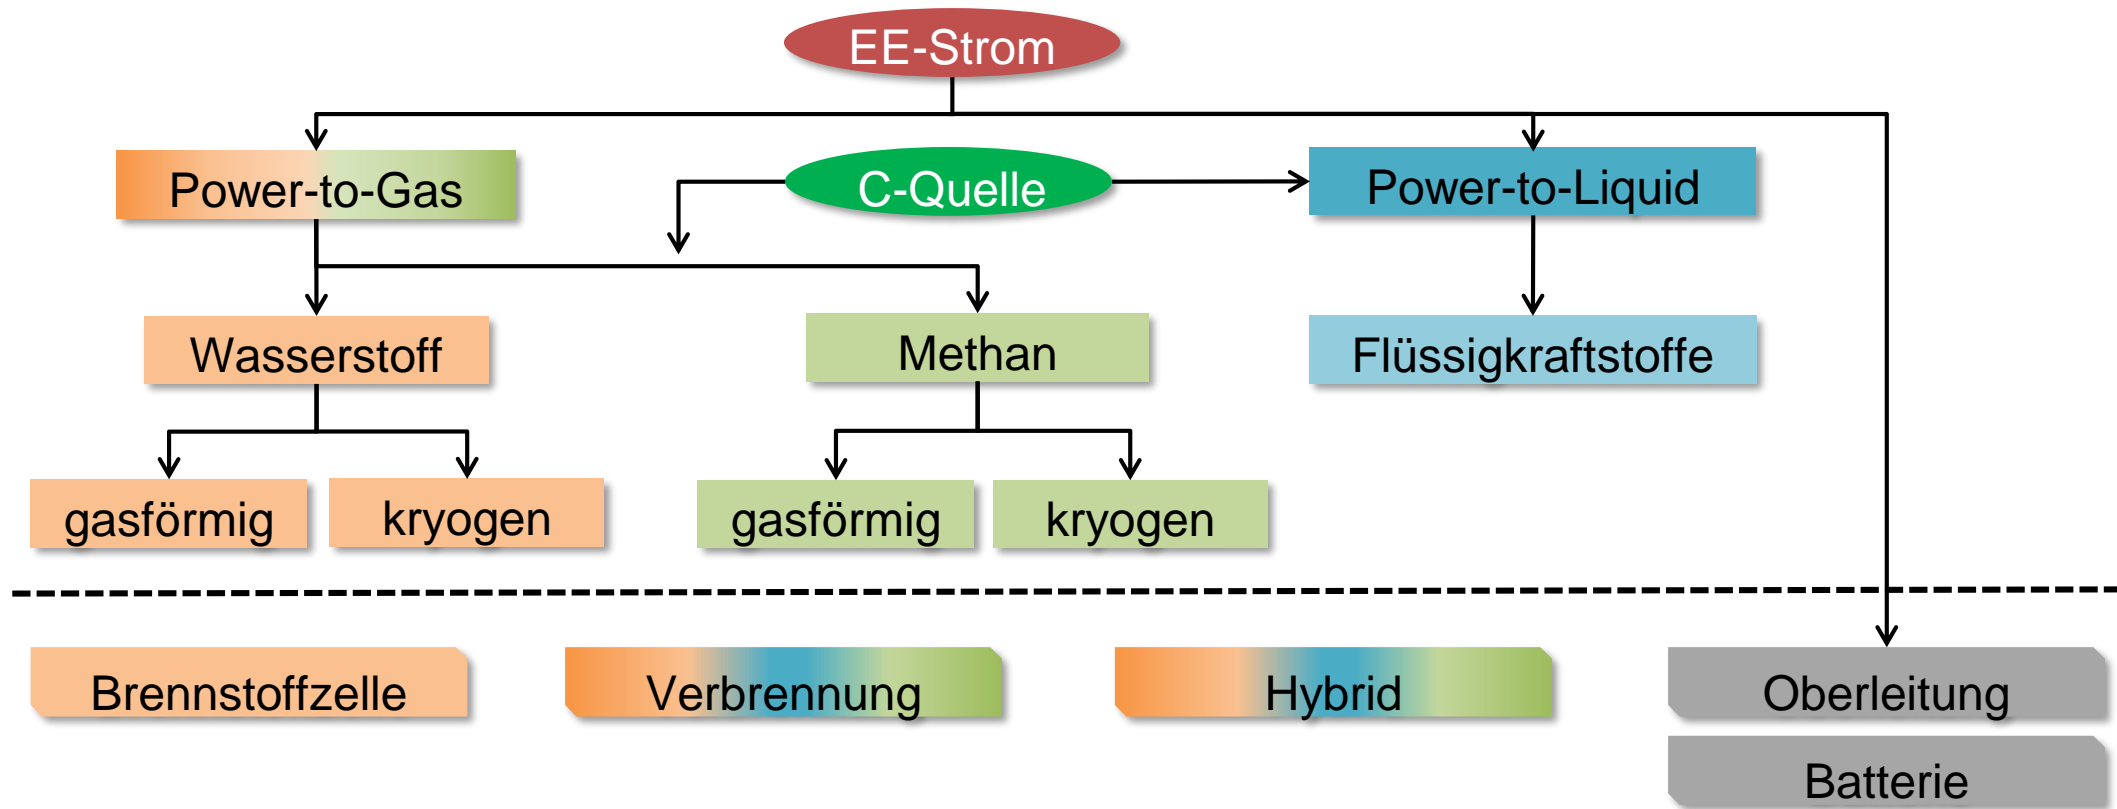 EE-Strom
Power-to-Gas
C-Quelle
Power-to-Liquid
Wasserstoff
Methan
Flüssigkraftstoffe
gasförmig
kryogen
gasförmig
kryogen
Brennstoffzelle
Verbrennung
Hybrid
Oberleitung
Batterie